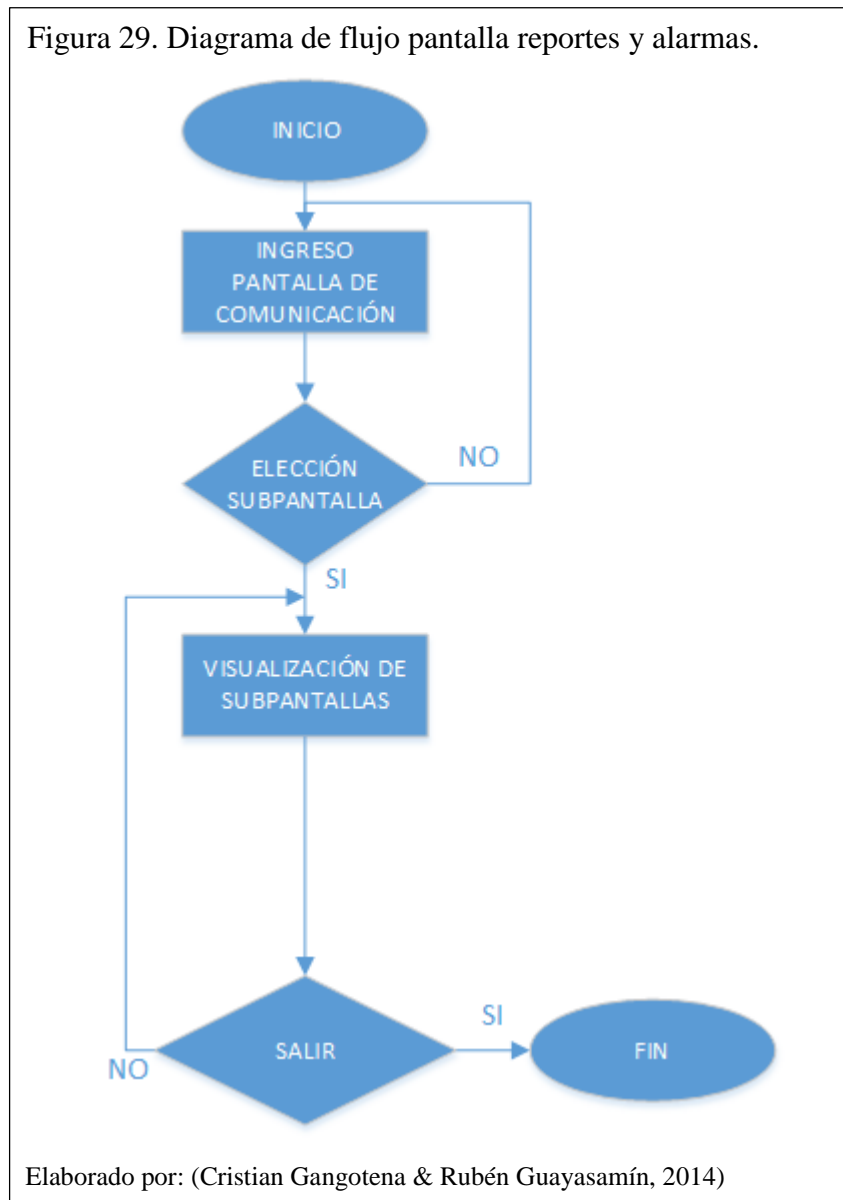 Figura 29. Diagrama de flujo pantalla reportes y alarmas.
INICIO
INGRESO
PANTALLA DE
COMUNICACIÓN
ELECCIÓN
SUBPANTALLA
NO
SI
VISUALIZACIÓN DE
SUBPANTALLAS
SALIR
NO
SI
FIN
Elaborado por: (Cristian Gangotena & Rubén Guayasamín, 2014)